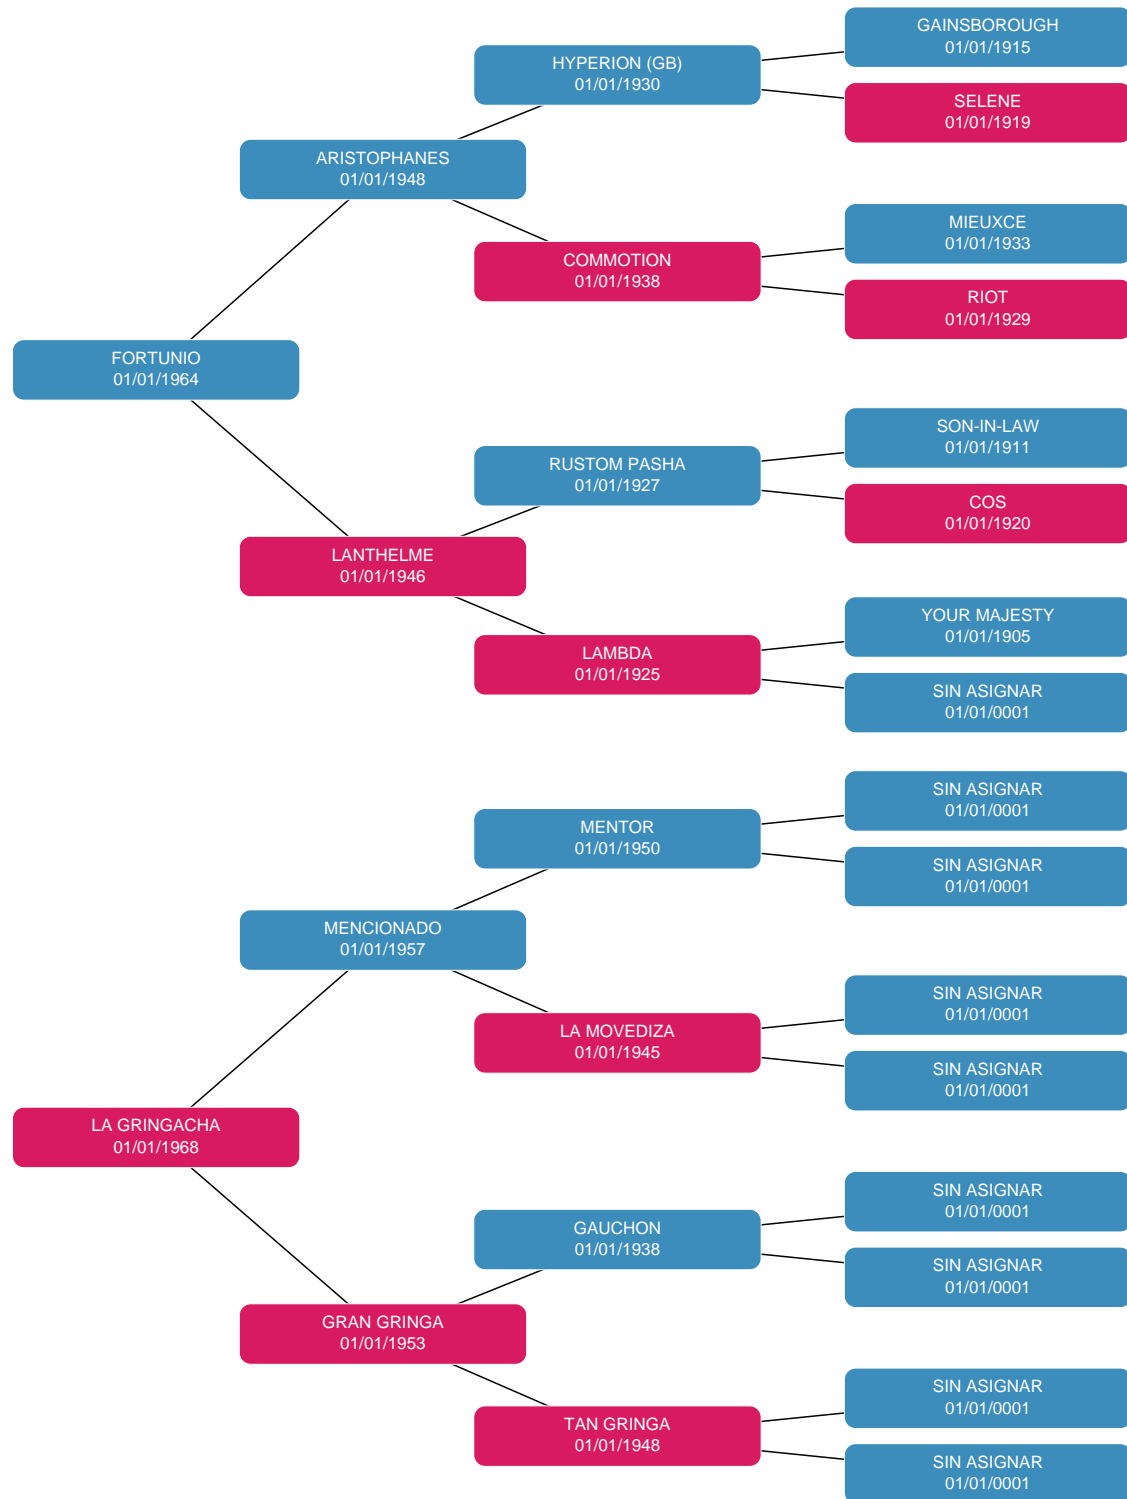 GAINSBOROUGH
01/01/1915
HYPERION (GB)
01/01/1930
SELENE
01/01/1919
ARISTOPHANES
01/01/1948
MIEUXCE
01/01/1933
COMMOTION
01/01/1938
RIOT
01/01/1929
FORTUNIO
01/01/1964
SON-IN-LAW
01/01/1911
RUSTOM PASHA
01/01/1927
COS
01/01/1920
LANTHELME
01/01/1946
YOUR MAJESTY
01/01/1905
LAMBDA
01/01/1925
SIN ASIGNAR
01/01/0001
SIN ASIGNAR
01/01/0001
MENTOR
01/01/1950
SIN ASIGNAR
01/01/0001
MENCIONADO
01/01/1957
SIN ASIGNAR
01/01/0001
LA MOVEDIZA
01/01/1945
SIN ASIGNAR
01/01/0001
LA GRINGACHA
01/01/1968
SIN ASIGNAR
01/01/0001
GAUCHON
01/01/1938
SIN ASIGNAR
01/01/0001
GRAN GRINGA
01/01/1953
SIN ASIGNAR
01/01/0001
TAN GRINGA
01/01/1948
SIN ASIGNAR
01/01/0001